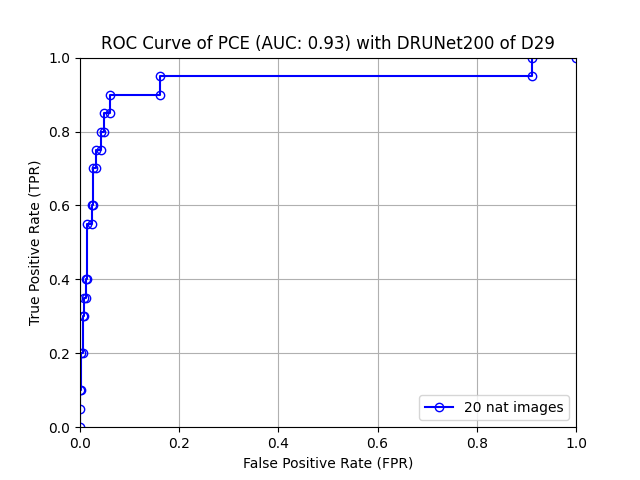 ROC Curve of PCE (AUC: 0.93) with DRUNet200 of D29
1.0
0.8
0.6
0.4
0.2
0.0
True Positive Rate (TPR)
20 nat images
0.0 0.2 0.4 0.6 0.8 1.0
False Positive Rate (FPR)